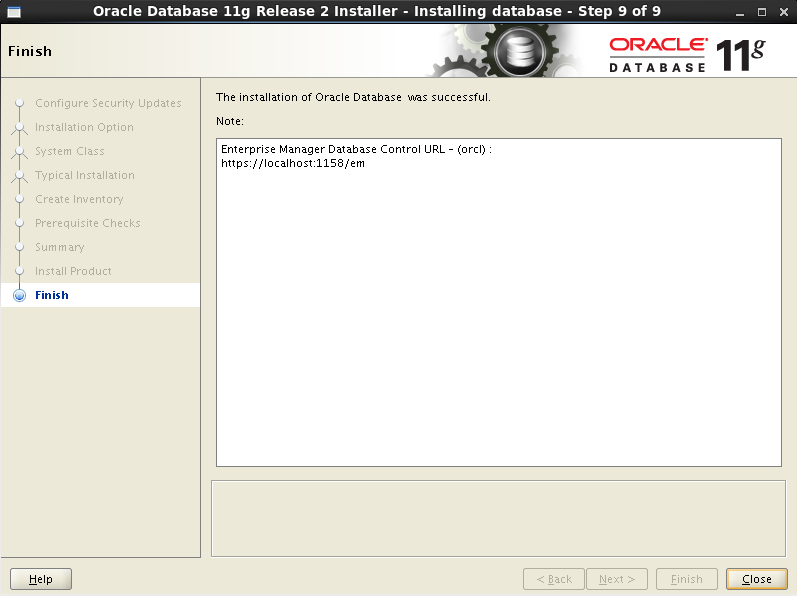 Oracle Database 11g Release 2 Installer - Installing database - Step 9 of 9
Finish
ORACLE®
DATABASE
11g
Configure Security Updates
Installation Option
System Class
Typical Installation
Create Inventory
Prerequisite Checks
Summary
Install Product
Finish
The installation of Oracle Database  was successful.
Note:
Enterprise Manager Database Control URL - (orcl) :
https://localhost:1158/em
Help
< Back
Next >
Finish
Close